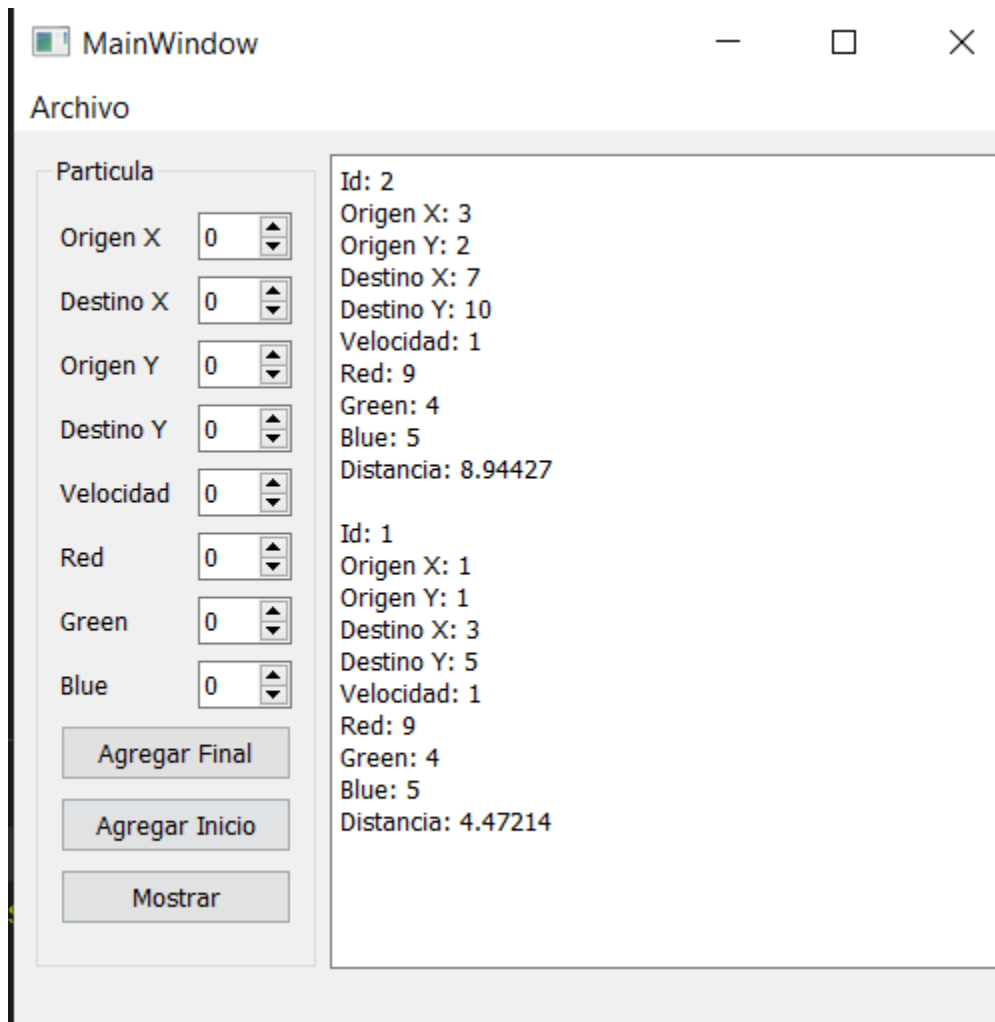 MainWindow
Archivo
Particula
Origen X 0
Destino X 0
Origen Y 0
Destino Y 0
Velocidad 0
Red 0
Green 0
Blue 0
Agregar Final
Agregar Inicio
Mostrar
Id: 2
Origen X: 3
Origen Y: 2
Destino X: 7
Destino Y: 10
Velocidad: 1
Red: 9
Green: 4
Blue: 5
Distancia: 8.94427
Id: 1
Origen X: 1
Origen Y: 1
Destino X: 3
Destino Y: 5
Velocidad: 1
Red: 9
Green: 4
Blue: 5
Distancia: 4.47214